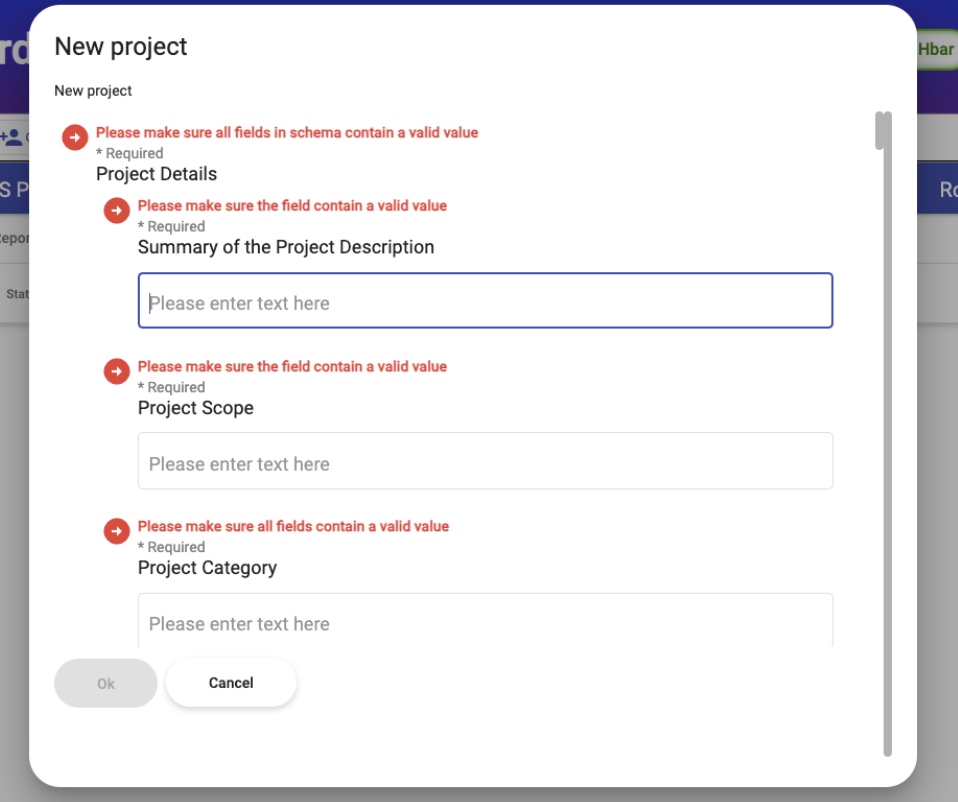 rd
Hbar
New project
New project
Please make sure all fields in schema contain a valid value
* Required
Project Details
S P
Ro
Please make sure the field contain a valid value
* Required
Summary of the Project Description
Repor
Stat
Please enter text here
Please make sure the field contain a valid value
* Required
Project Scope
Please enter text here
Please make sure all fields contain a valid value
* Required
Project Category
Please enter text here
Ok
Cancel